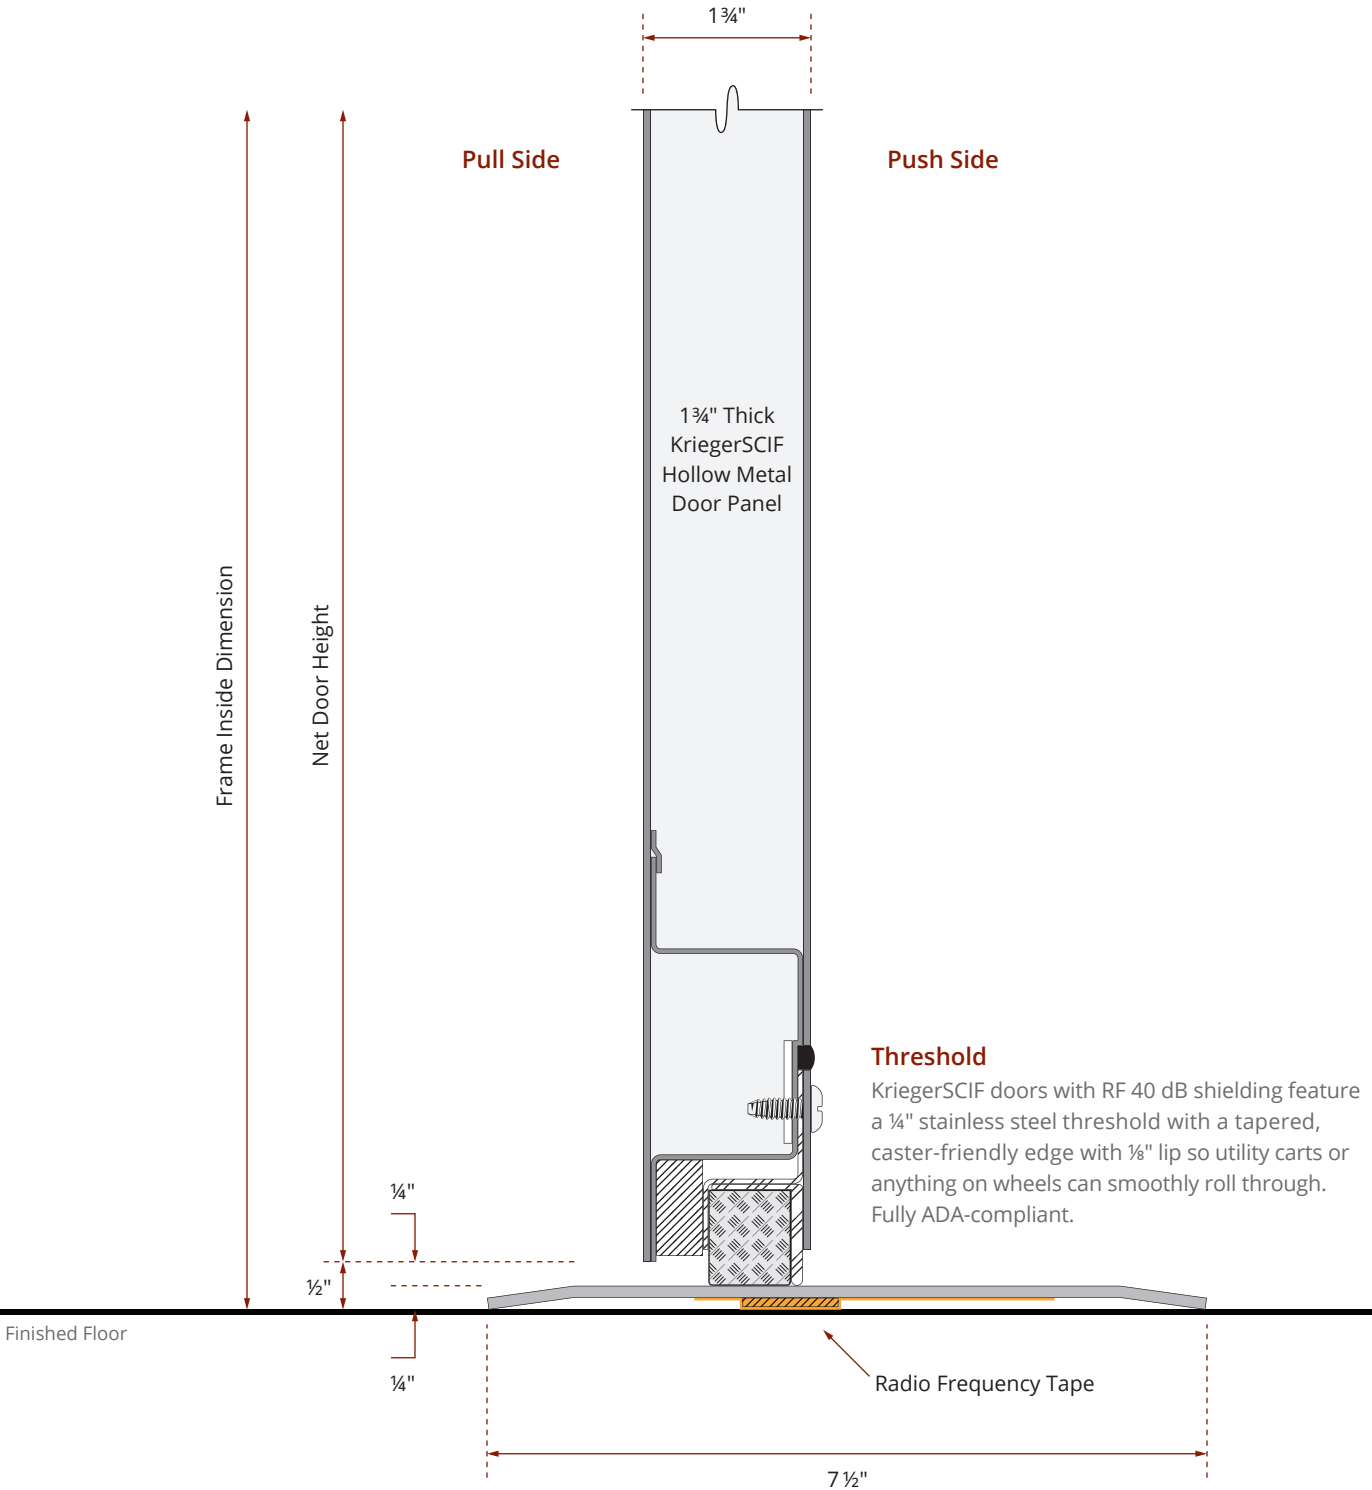 1¾"
Pull Side
Push Side
1¾" Thick
KriegerSCIF
Hollow Metal
Door Panel
Frame Inside Dimension
Net Door Height
Threshold
KriegerSCIF doors with RF 40 dB shielding feature
a ¼" stainless steel threshold with a tapered,
caster-friendly edge with ⅛" lip so utility carts or
anything on wheels can smoothly roll through.
Fully ADA-compliant.
¼"
½"
Finished Floor
¼"
Radio Frequency Tape
7 ½"